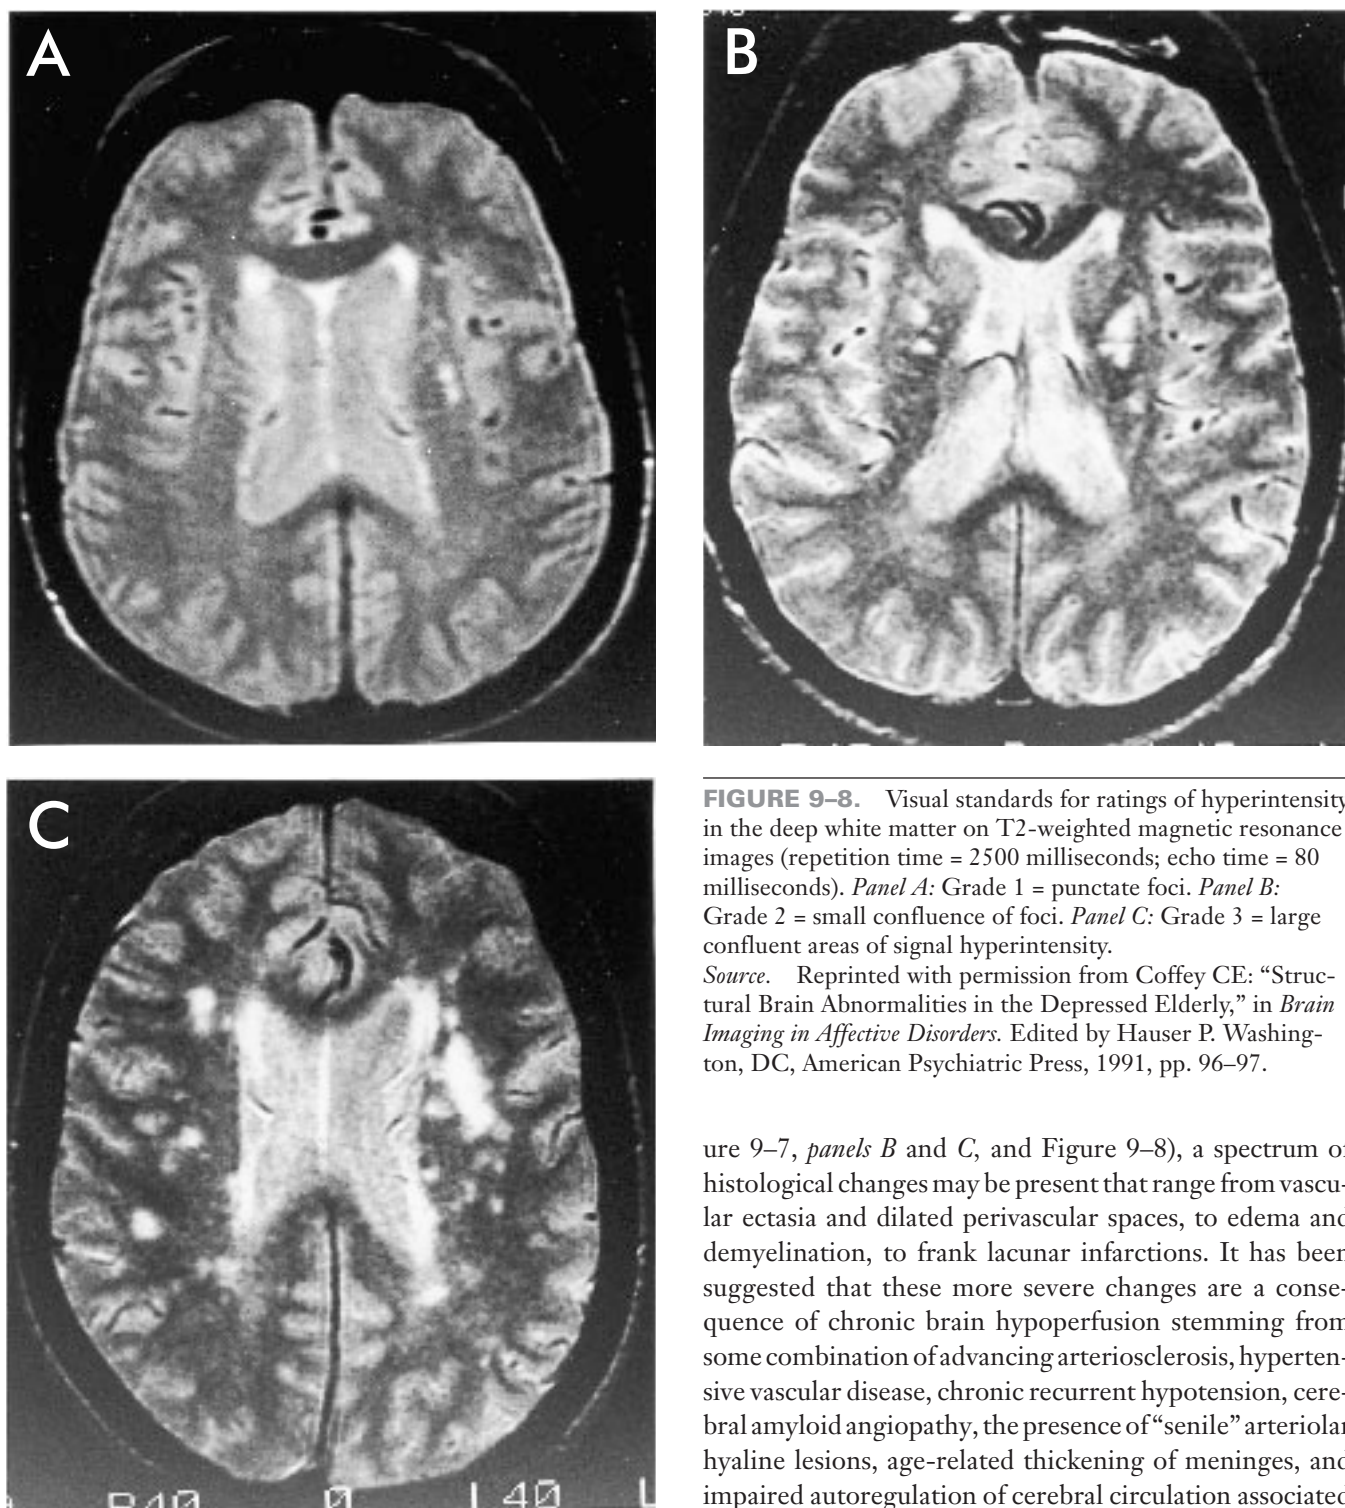 A
B
C
FIGURE 9–8. Visual standards for ratings of hyperintensity
in the deep white matter on T2-weighted magnetic resonance
images (repetition time = 2500 milliseconds; echo time = 80
milliseconds). Panel A: Grade 1 = punctate foci. Panel B:
Grade 2 = small confluence of foci. Panel C: Grade 3 = large
confluent areas of signal hyperintensity.
Source. Reprinted with permission from Coffey CE: “Struc-
tural Brain Abnormalities in the Depressed Elderly,” in Brain
Imaging in Affective Disorders. Edited by Hauser P. Washing-
ton, DC, American Psychiatric Press, 1991, pp. 96–97.
ure 9–7, panels B and C, and Figure 9–8), a spectrum of
histological changes may be present that range from vascu-
lar ectasia and dilated perivascular spaces, to edema and
demyelination, to frank lacunar infarctions. It has been
suggested that these more severe changes are a conse-
quence of chronic brain hypoperfusion stemming from
some combination of advancing arteriosclerosis, hyperten-
sive vascular disease, chronic recurrent hypotension, cere-
bral amyloid angiopathy, the presence of “senile” arteriolar
hyaline lesions, age-related thickening of meninges, and
impaired autoregulation of cerebral circulation associated
R40 0 L40 L